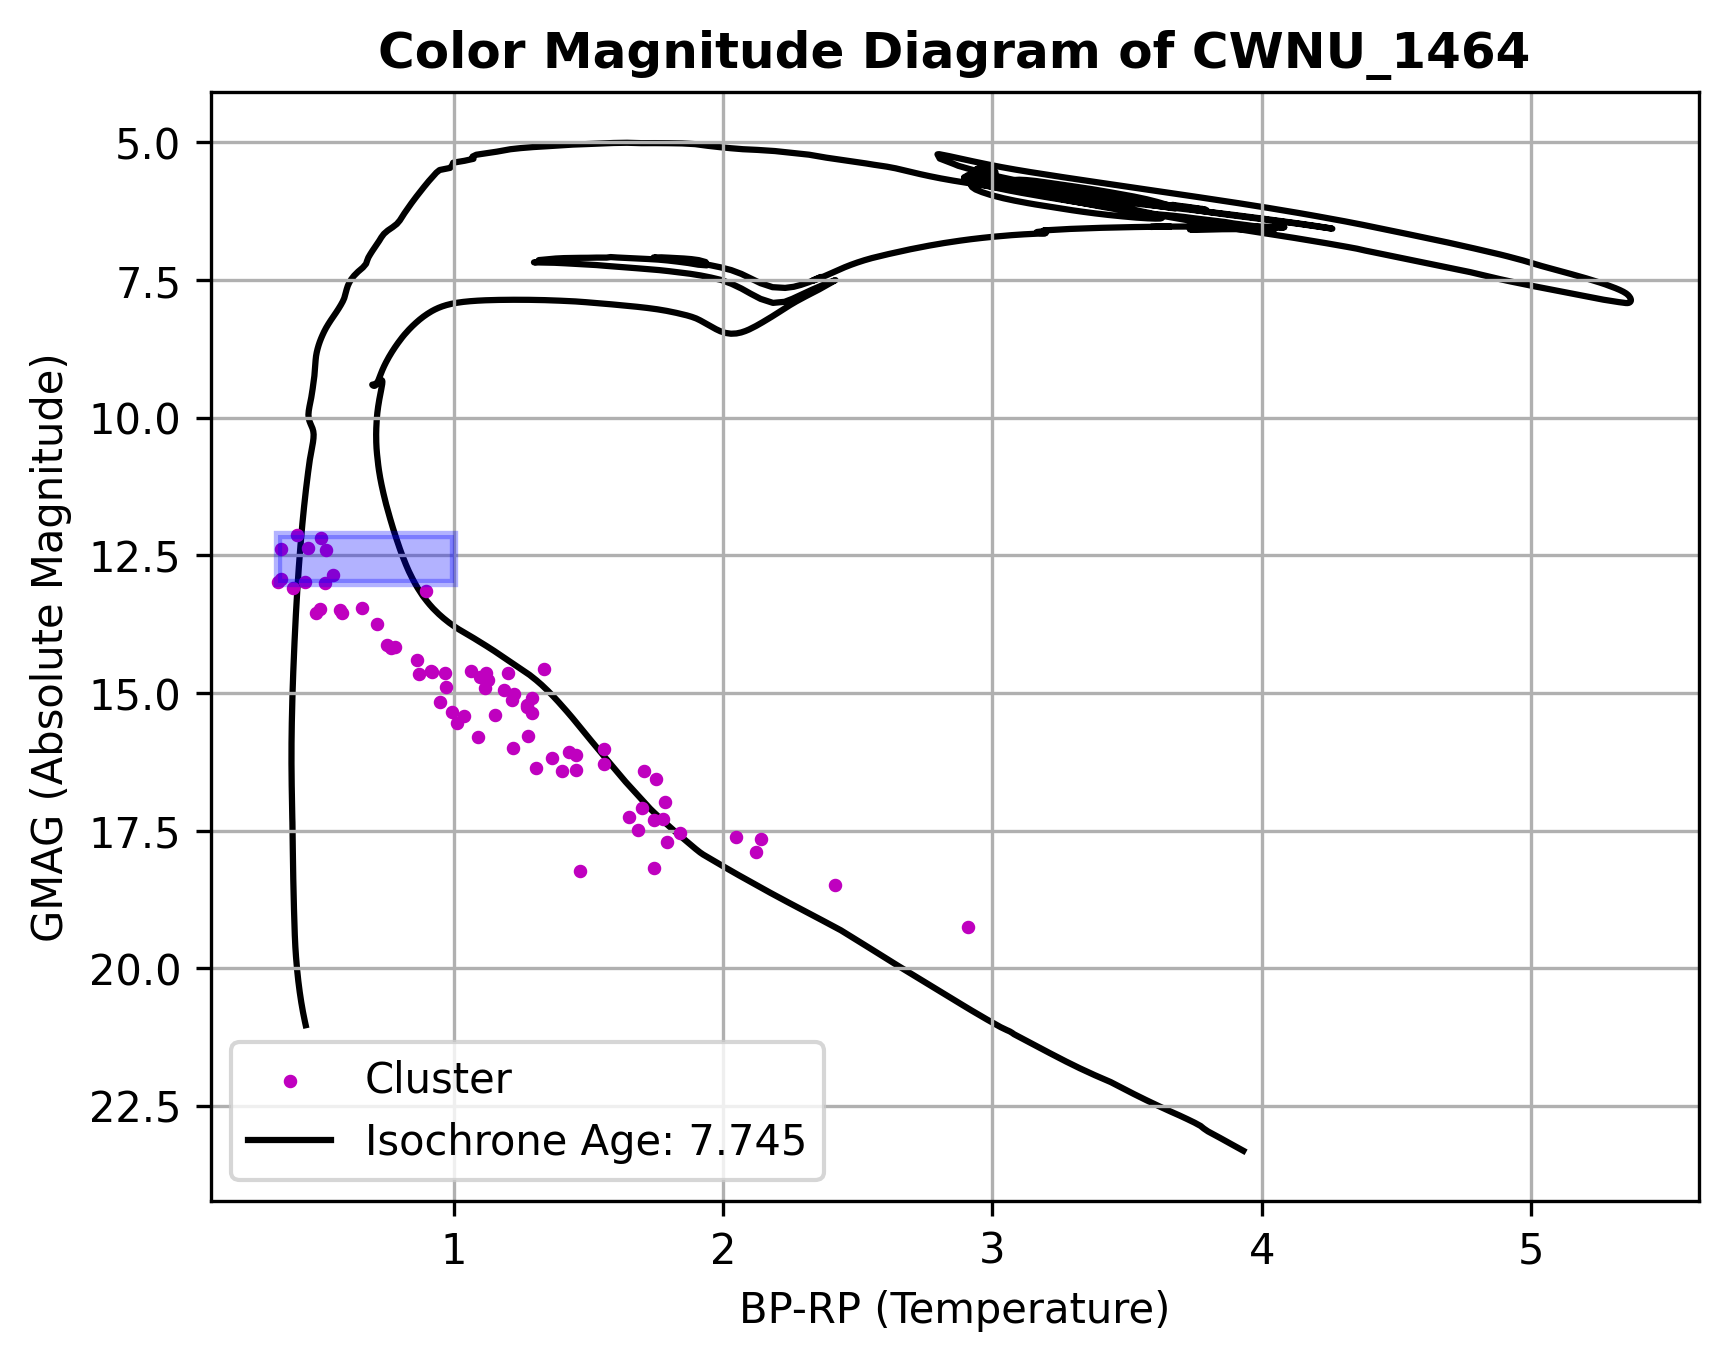 Color Magnitude Diagram of CWNU_1464
GMAG (Absolute Magnitude)
5.0
7.5
10.0
12.5
15.0
17.5
20.0
22.5
Cluster
Isochrone Age: 7.745
1 2 3 4 5
BP-RP (Temperature)